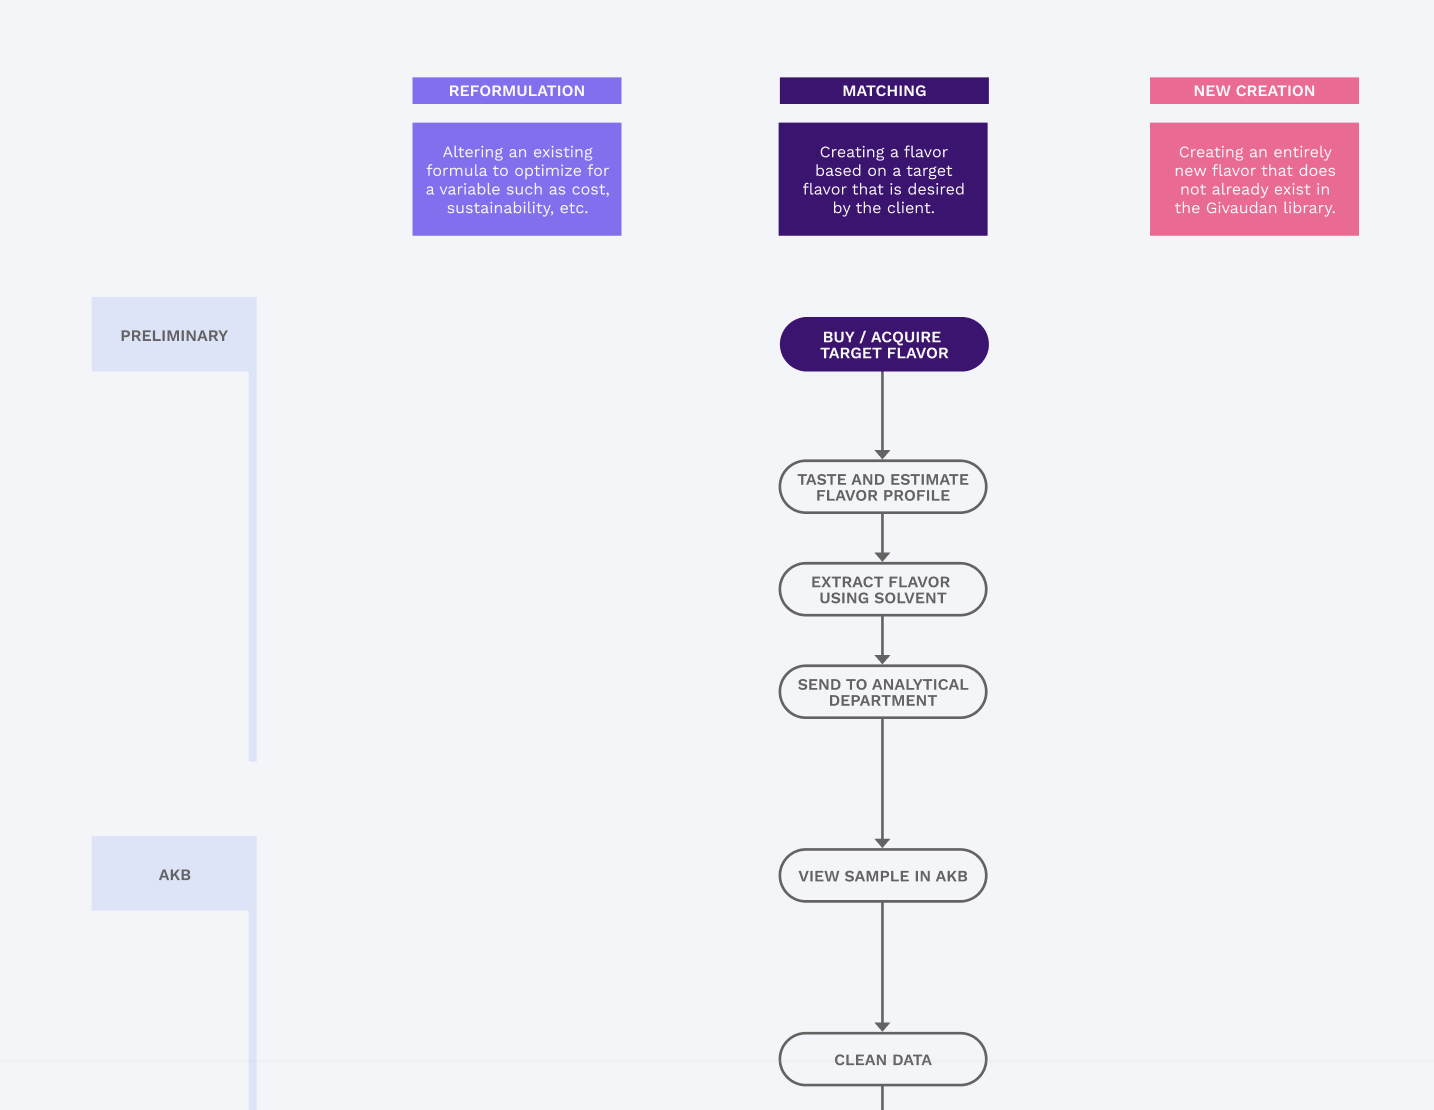 REFORMULATION
MATCHING
NEW CREATION
Altering an existing
formula to optimize for
a variable such as cost,
sustainability, etc.
Creating a flavor
based on a target
flavor that is desired
by the client.
Creating an entirely
new flavor that does
not already exist in
the Givaudan library.
PRELIMINARY
BUY / ACQUIRE
TARGET FLAVOR
TASTE AND ESTIMATE
FLAVOR PROFILE
EXTRACT FLAVOR
USING SOLVENT
SEND TO ANALYTICAL
DEPARTMENT
AKB
VIEW SAMPLE IN AKB
CLEAN DATA